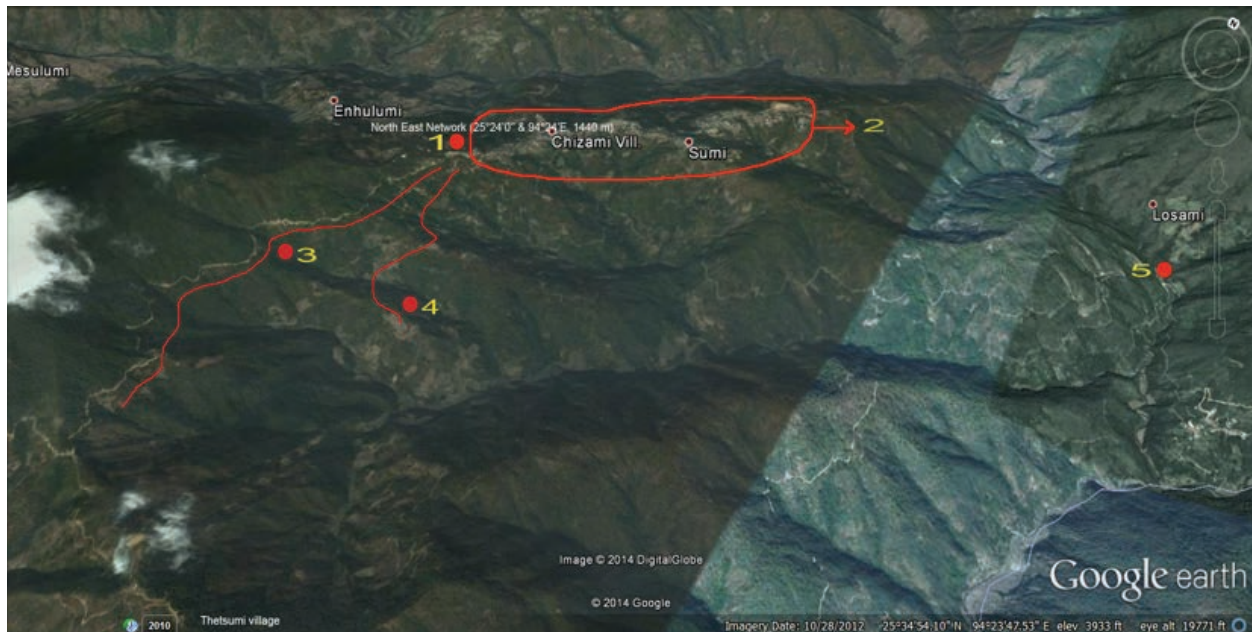 N
Mesulumi
Enhulumi
North East Network (25°24'0" & 94°24'E, 1440 m)
1
2
Chizami Vill
Sumi
Losami
3
5
4
Image © 2014 DigitalGlobe
Google earth
© 2014 Google
2010
Thetsumi village
Imagery Date: 10/28/2012 25°34'54.10" N 94°23'47.53" E elev 3933 ft eye alt 19771 ft